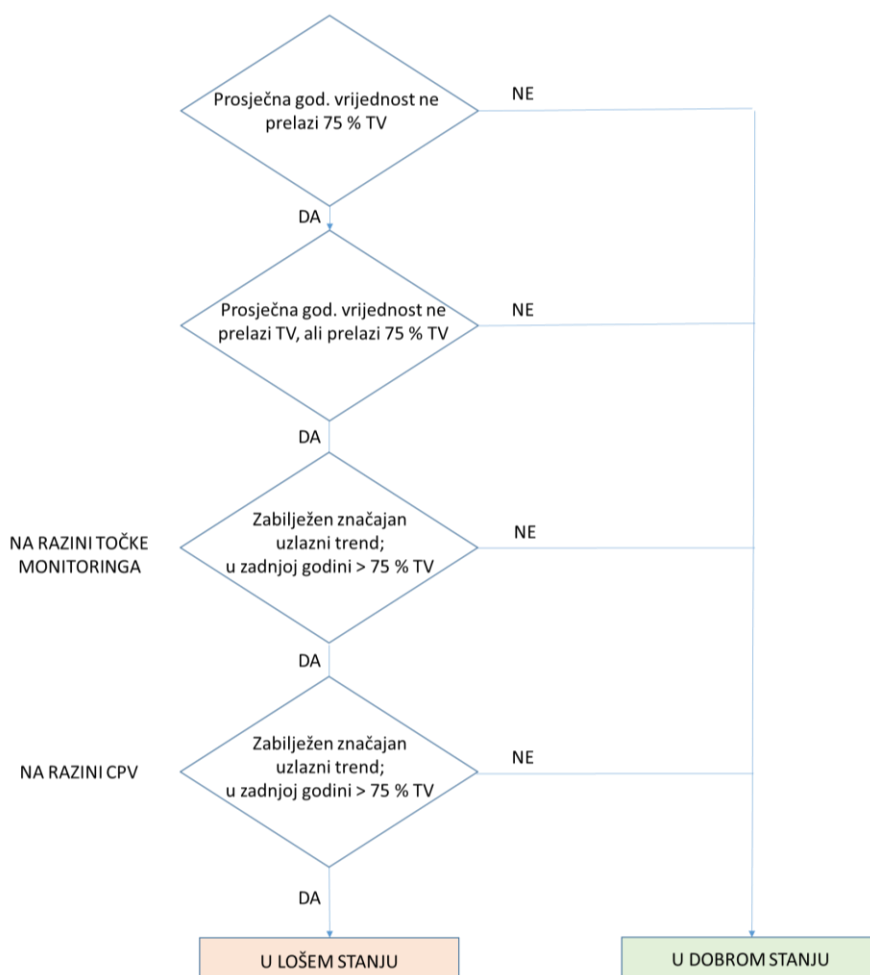 Prosječna god. vrijednost ne
prelazi 75 % TV
NE
DA
Prosječna god. vrijednost ne
prelazi TV, ali prelazi 75 % TV
NE
DA
NA RAZINI TOČKE
MONITORINGA
Zabilježen značajan
uzlazni trend;
u zadnjoj godini > 75 % TV
NE
DA
NA RAZINI CPV
Zabilježen značajan
uzlazni trend;
u zadnjoj godini > 75 % TV
NE
DA
U LOŠEM STANJU
U DOBROM STANJU